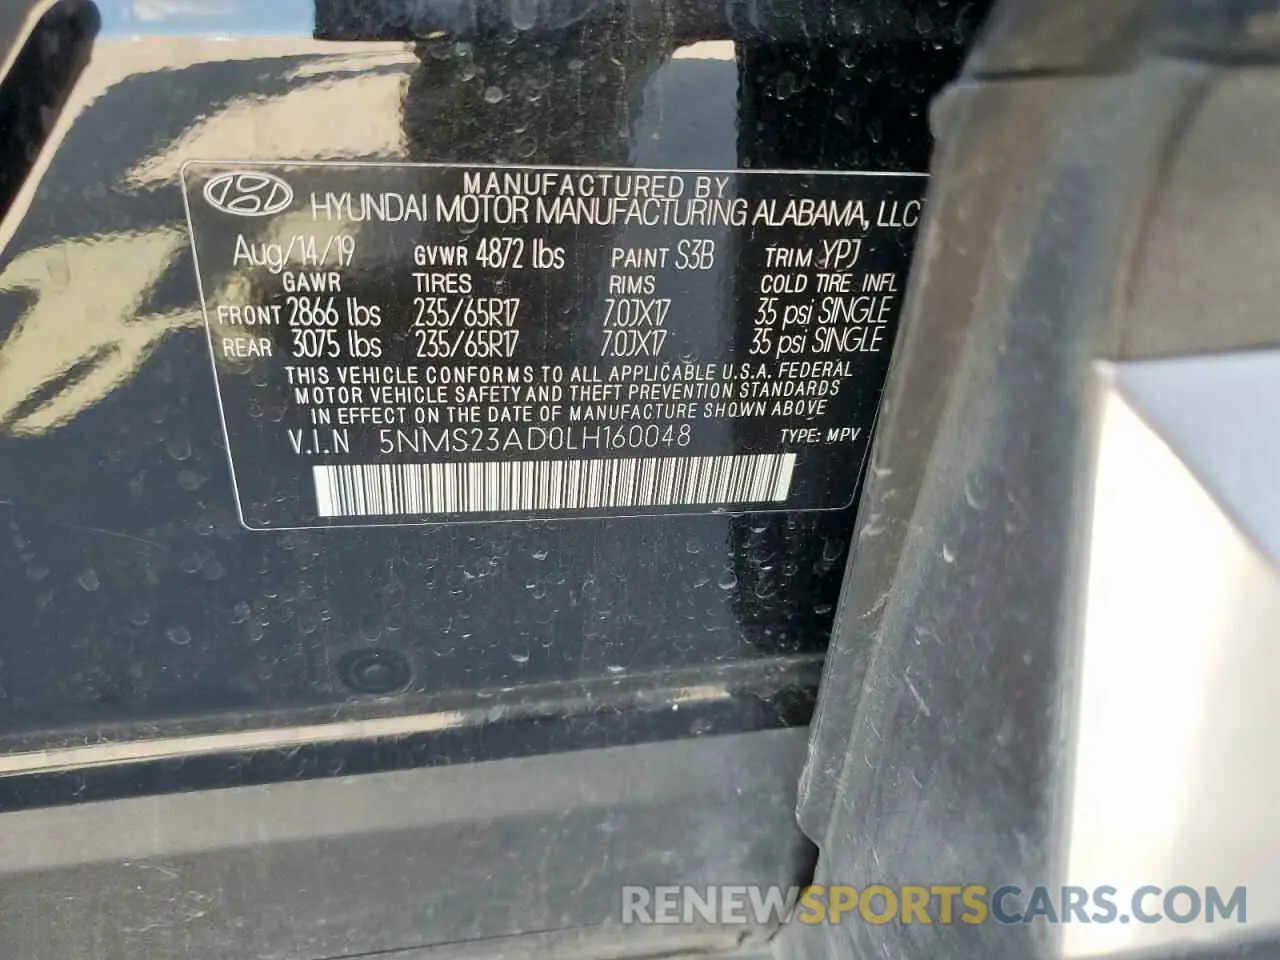 MANUFACTURED BY
HYUNDAI MOTOR MANUFACTURING ALABAMA, LLC
Aug/14/19 GVWR 4872 lbs PAINT S3B TRIM YPJ
GAWR TIRES RIMS COLD TIRE INFL
FRONT 2866 lbs 235/65R17 7.0JX17 35 psi SINGLE
REAR 3075 lbs 235/65R17 7.0JX17 35 psi SINGLE
THIS VEHICLE CONFORMS TO ALL APPLICABLE U.S.A. FEDERAL
MOTOR VEHICLE SAFETY AND THEFT PREVENTION STANDARDS
IN EFFECT ON THE DATE OF MANUFACTURE SHOWN ABOVE
V.I.N 5NMS23AD0LH160048 TYPE: MPV
RENEWSPORTSCARS.COM